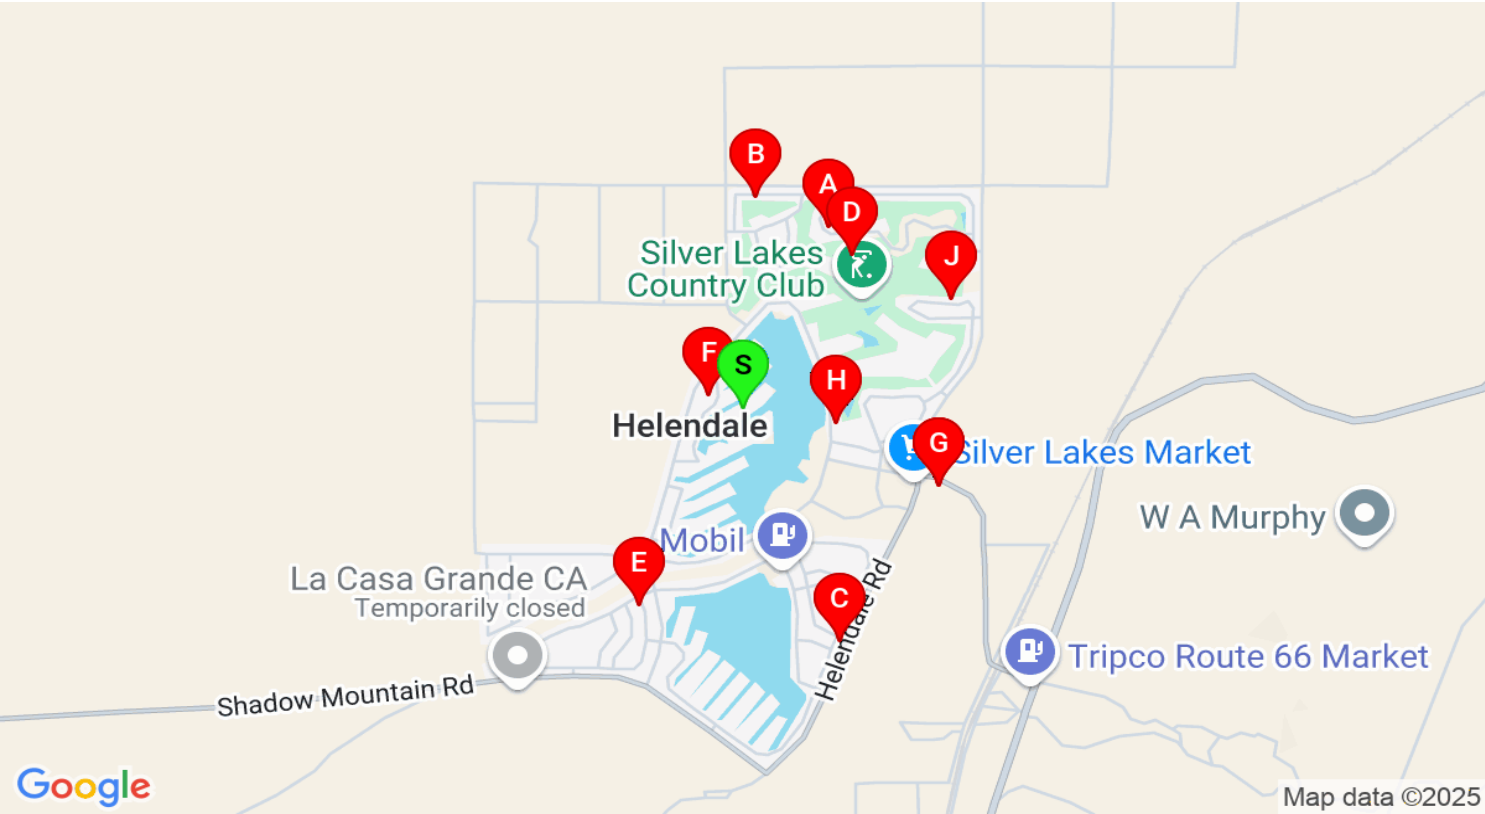 B
A
D
Silver Lakes
Country Club
J
F
S
H
Helendale
G
Silver Lakes Market
W A Murphy
Mobil
E
La Casa Grande CA
Temporarily closed
C
Helendale Rd
Tripco Route 66 Market
Shadow Mountain Rd
Google
Map data ©2025